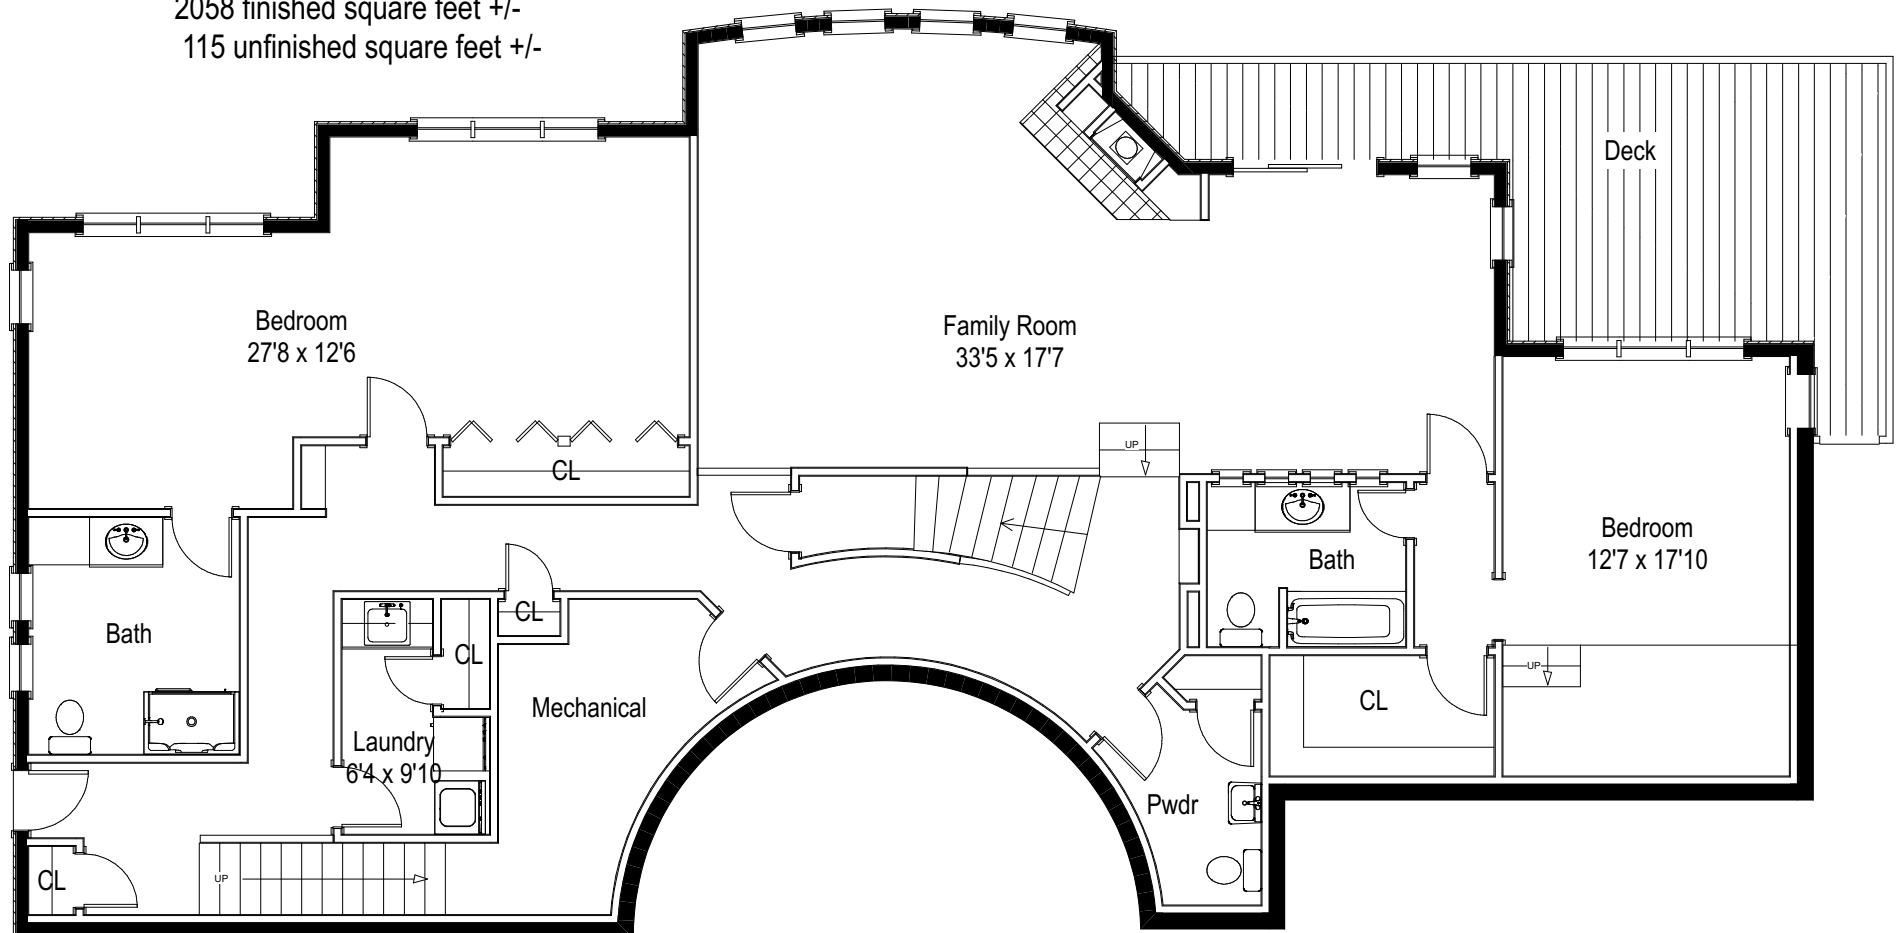 2058 finished square feet +/-
115 unfinished square feet +/-
Deck
Bedroom
27'8 x 12'6
Family Room
33'5 x 17'7
UP
CL
Bedroom
12'7 x 17'10
Bath
CL
Bath
CL
UP
CL
Mechanical
Laundry
6'4 x 9'10
Pwdr
CL
UP